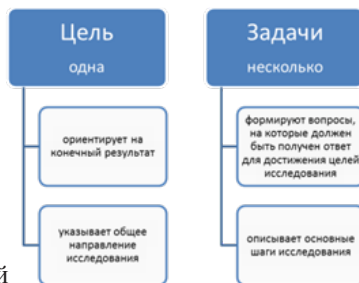 Цель
одна
ориентирует на
конечный результат
указывает общее
направление
исследования
Задачи
несколько
формируют вопросы,
на которые должен
быть получен ответ
для достижения целей
исследования
описывает основные
шаги исследования
й